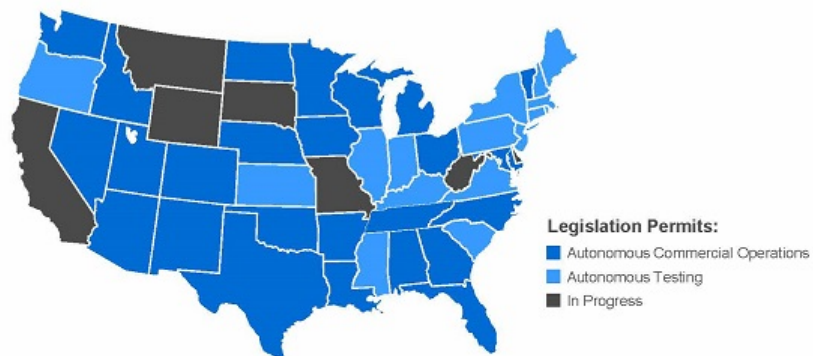 Legislation Permits:
Autonomous Commercial Operations
Autonomous Testing
In Progress